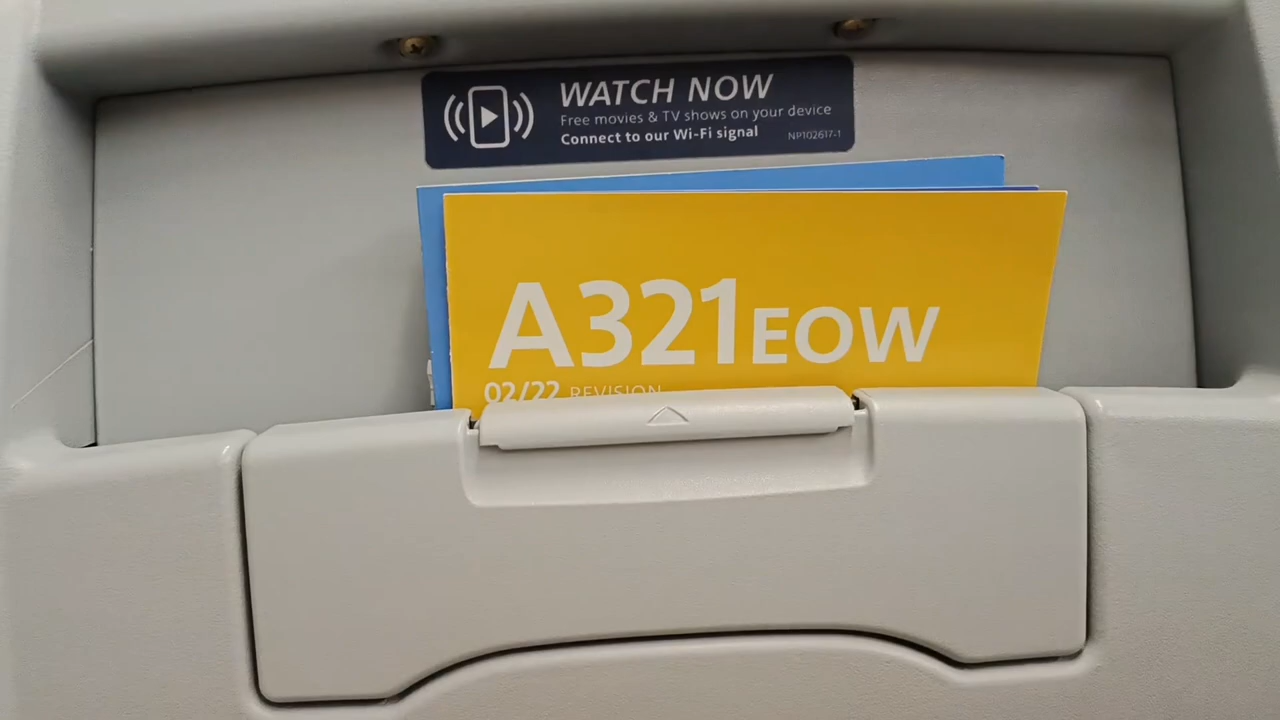 WATCH NOW
Free movies & TV shows on your device
Connect to our Wi-Fi signal
NP102617-1
A321EOW
02/22 REVISION